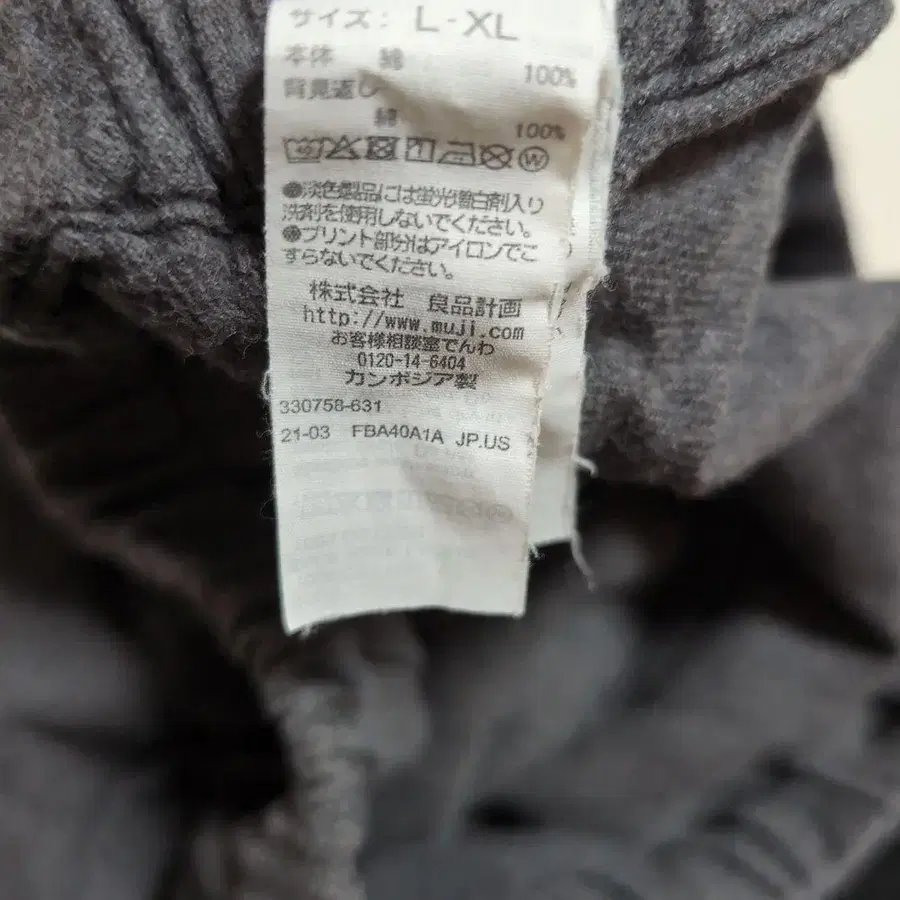 サイズ: L-XL
本体 綿 100%
背見返し
綿 100%
●淡色製品には蛍光増白剤入り
洗剤を使用しないでください。
●プリント部分はアイロンでこ
すらないでください。
株式会社 良品計画
http://www.muji.com
お客様相談室でんわ
0120-14-6404
カンボジア製
330758-631
21-03 FBA40A1A JP.US